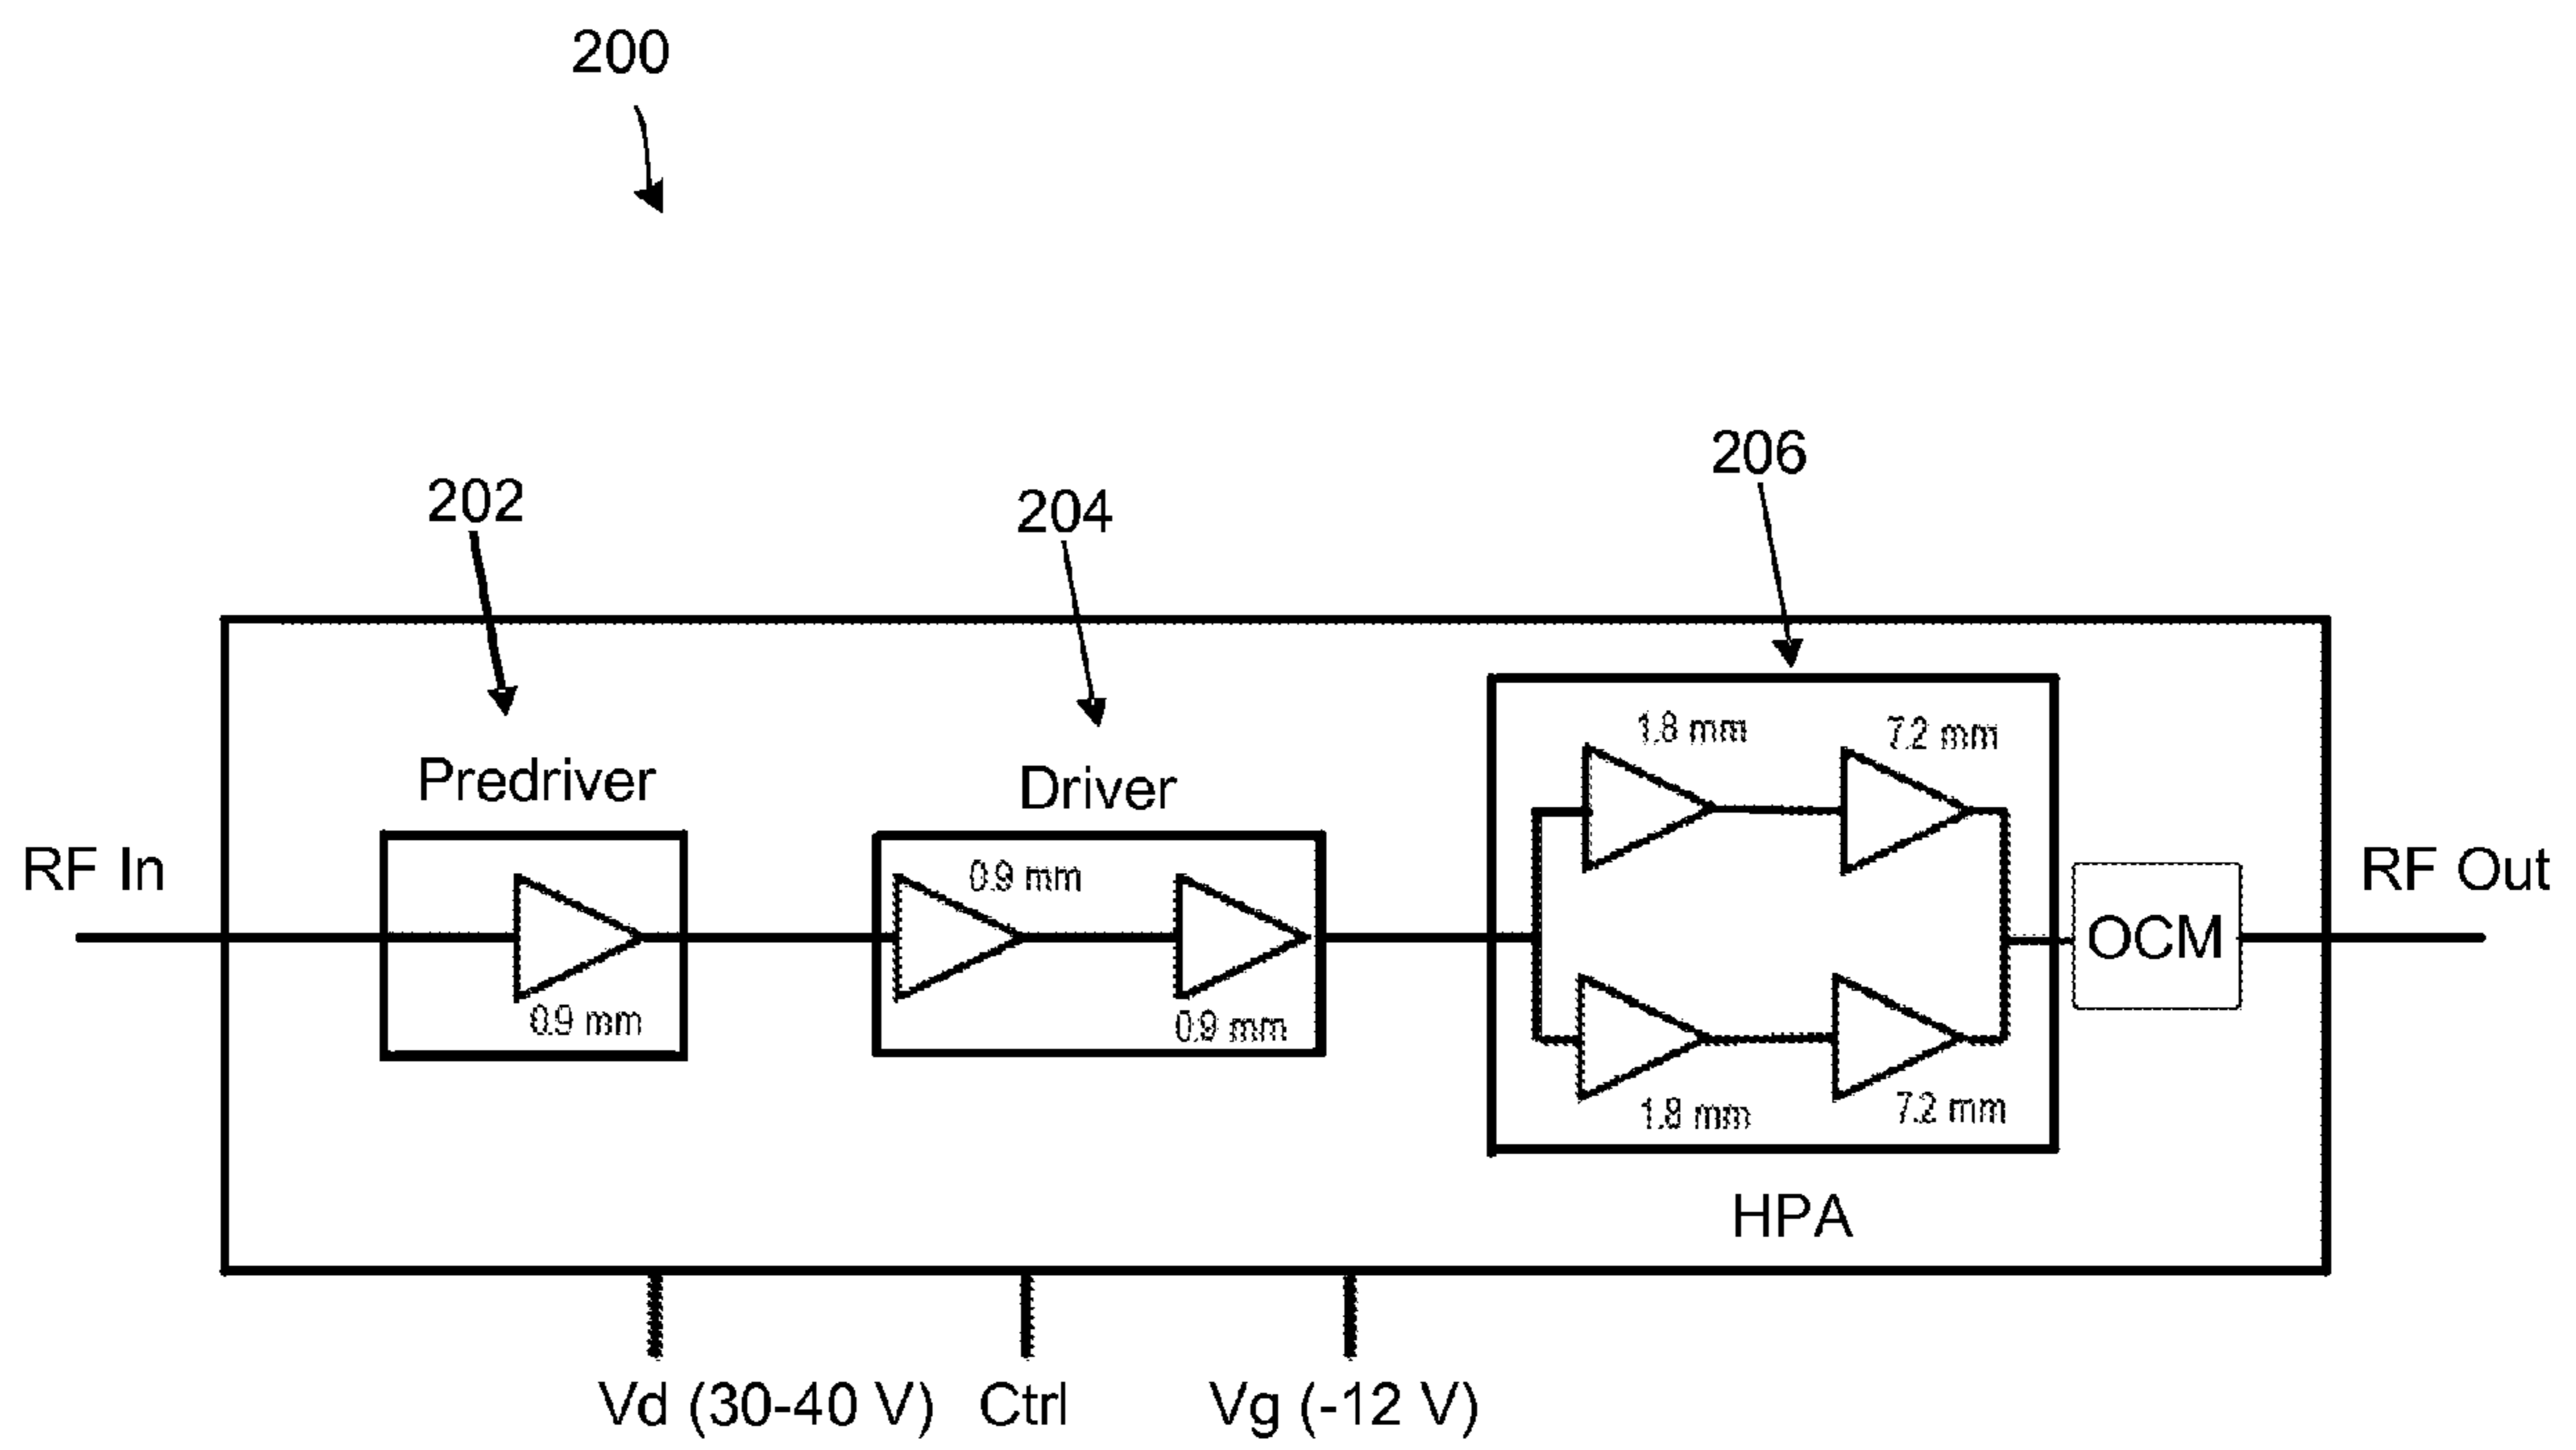 200
206
202
204
1.8 mm
7.2 mm
Predriver
Driver
RF In
0.9 mm
RF Out
OCM
0.9 mm
0.9 mm
1.8 mm
7.2 mm
HPA
Vd (30-40 V)
Ctrl
Vg (-12 V)